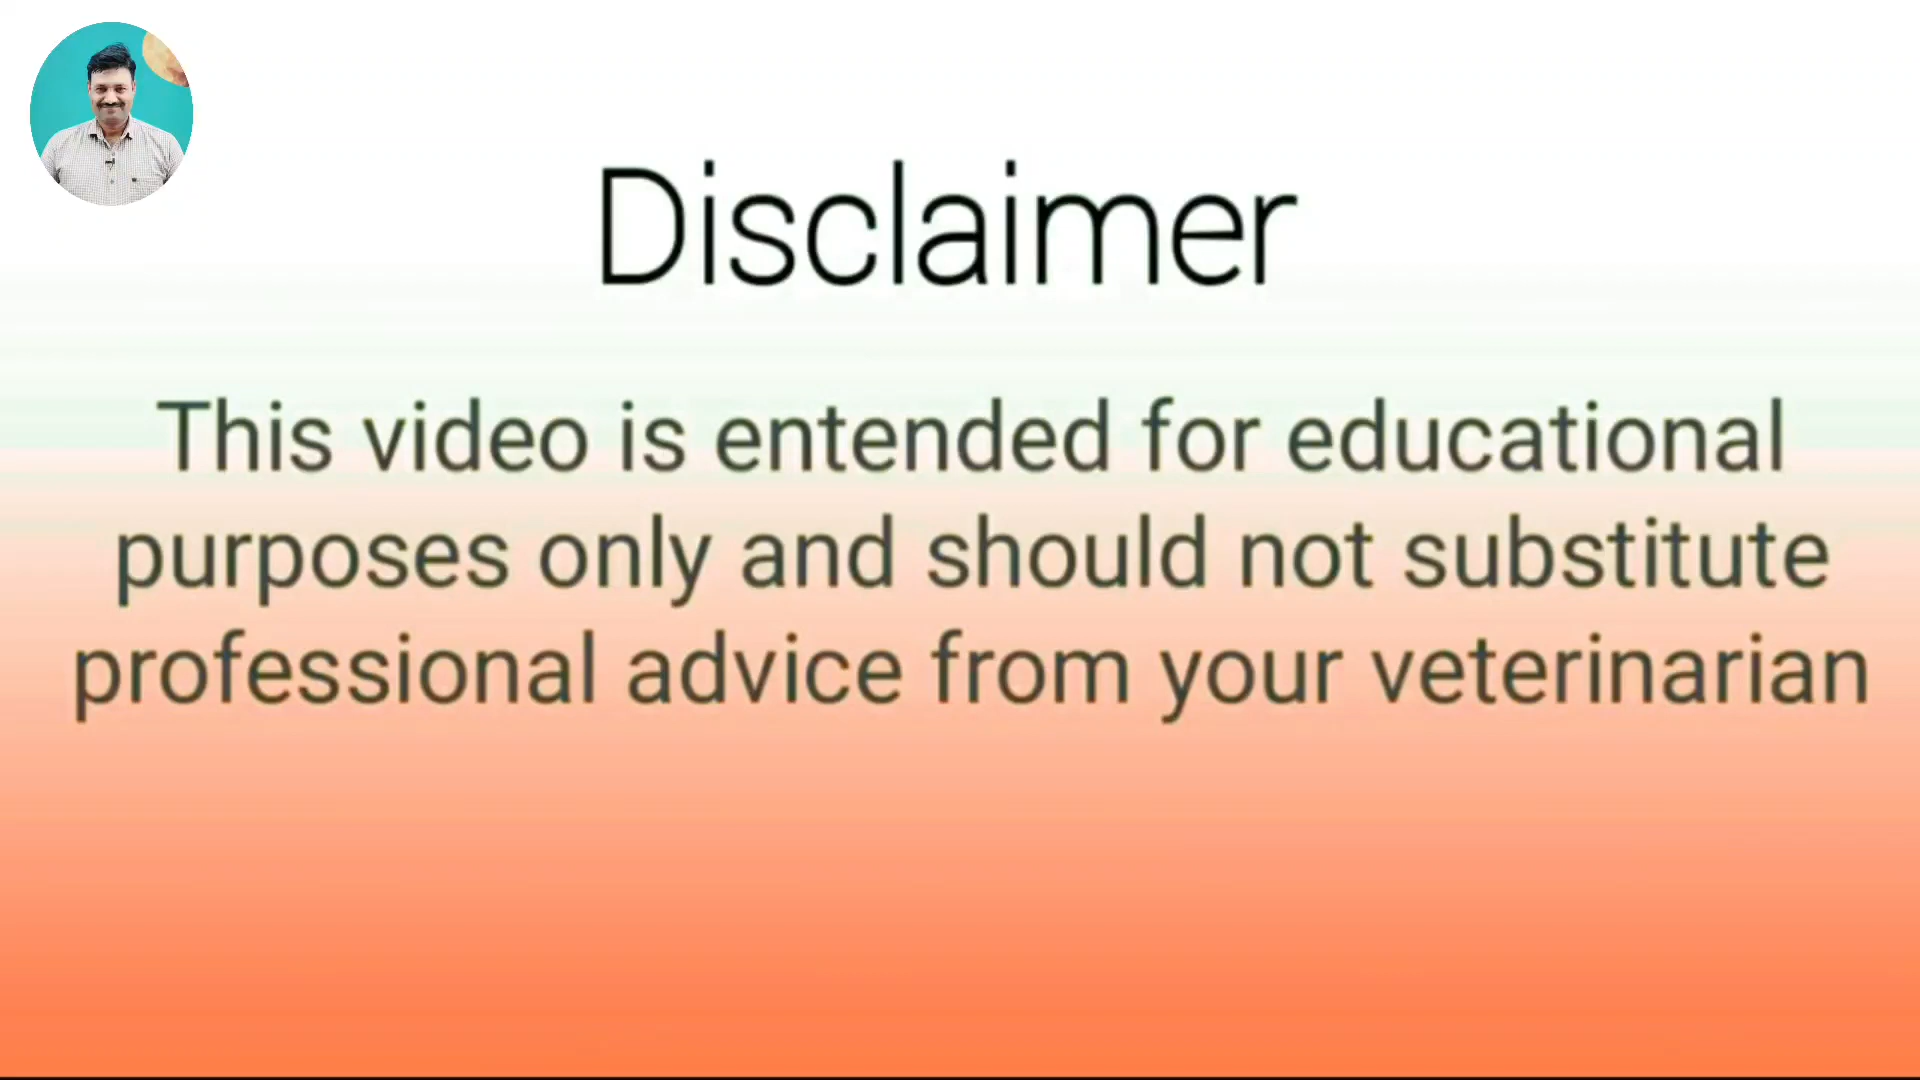 Disclaimer
This video is entended for educational
purposes only and should not substitute
professional advice from your veterinarian